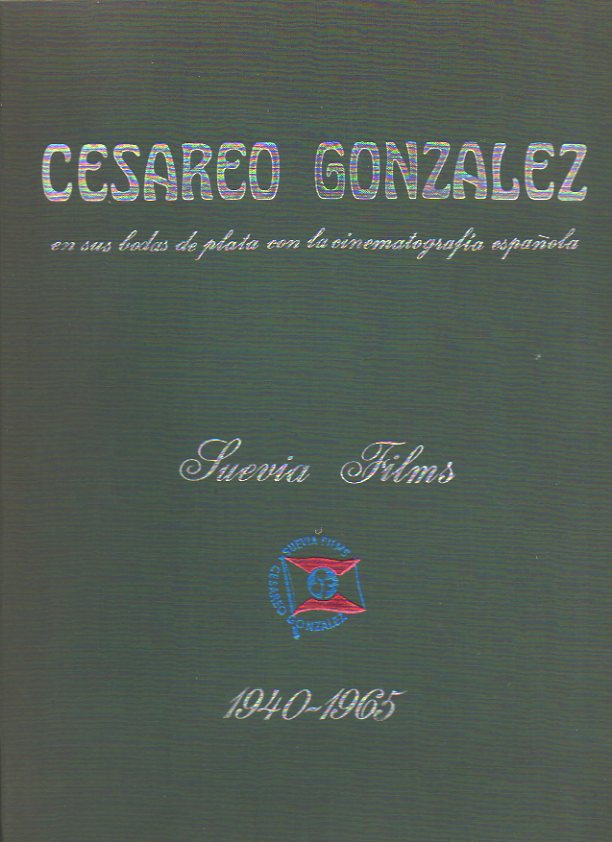 CESAREO GONZALEZ
en sus bodas de plata con la cinematografía española
Suevia Films
SUEVIA FILMS
CESAREO GONZALEZ
1940-1965